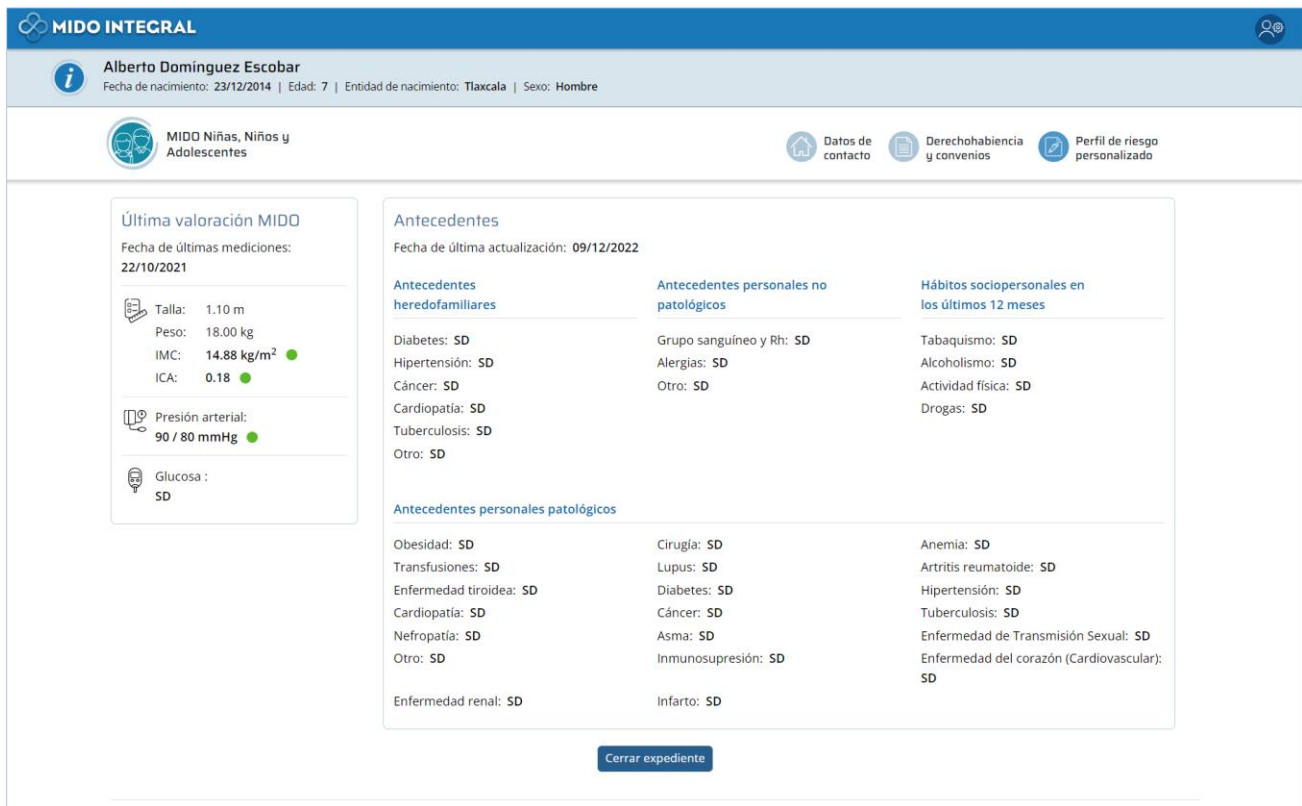 MIDO INTEGRAL
Alberto Domínguez Escobar
Fecha de nacimiento: 23/12/2014 | Edad: 7 | Entidad de nacimiento: Tlaxcala | Sexo: Hombre
MIDO Niñas, Niños y
Adolescentes
Datos de
contacto
Derechohabiencia
y convenios
Perfil de riesgo
personalizado
Última valoración MIDO
Fecha de últimas mediciones:
22/10/2021
Talla: 1.10 m
Peso: 18.00 kg
IMC: 14.88 kg/m²
ICA: 0.18
Presión arterial:
90 / 80 mmHg
Glucosa :
SD
Antecedentes
Fecha de última actualización: 09/12/2022
Antecedentes
heredofamiliares
Diabetes: SD
Hipertensión: SD
Cáncer: SD
Cardiopatía: SD
Tuberculosis: SD
Otro: SD
Antecedentes personales no
patológicos
Grupo sanguíneo y Rh: SD
Alergias: SD
Otro: SD
Hábitos sociopersonales en
los últimos 12 meses
Tabaquismo: SD
Alcoholismo: SD
Actividad física: SD
Drogas: SD
Antecedentes personales patológicos
Obesidad: SD
Transfusiones: SD
Enfermedad tiroidea: SD
Cardiopatía: SD
Nefropatía: SD
Otro: SD
Enfermedad renal: SD
Cirugía: SD
Lupus: SD
Diabetes: SD
Cáncer: SD
Asma: SD
Inmunosupresión: SD
Infarto: SD
Anemia: SD
Artritis reumatoide: SD
Hipertensión: SD
Tuberculosis: SD
Enfermedad de Transmisión Sexual: SD
Enfermedad del corazón (Cardiovascular):
SD
Cerrar expediente